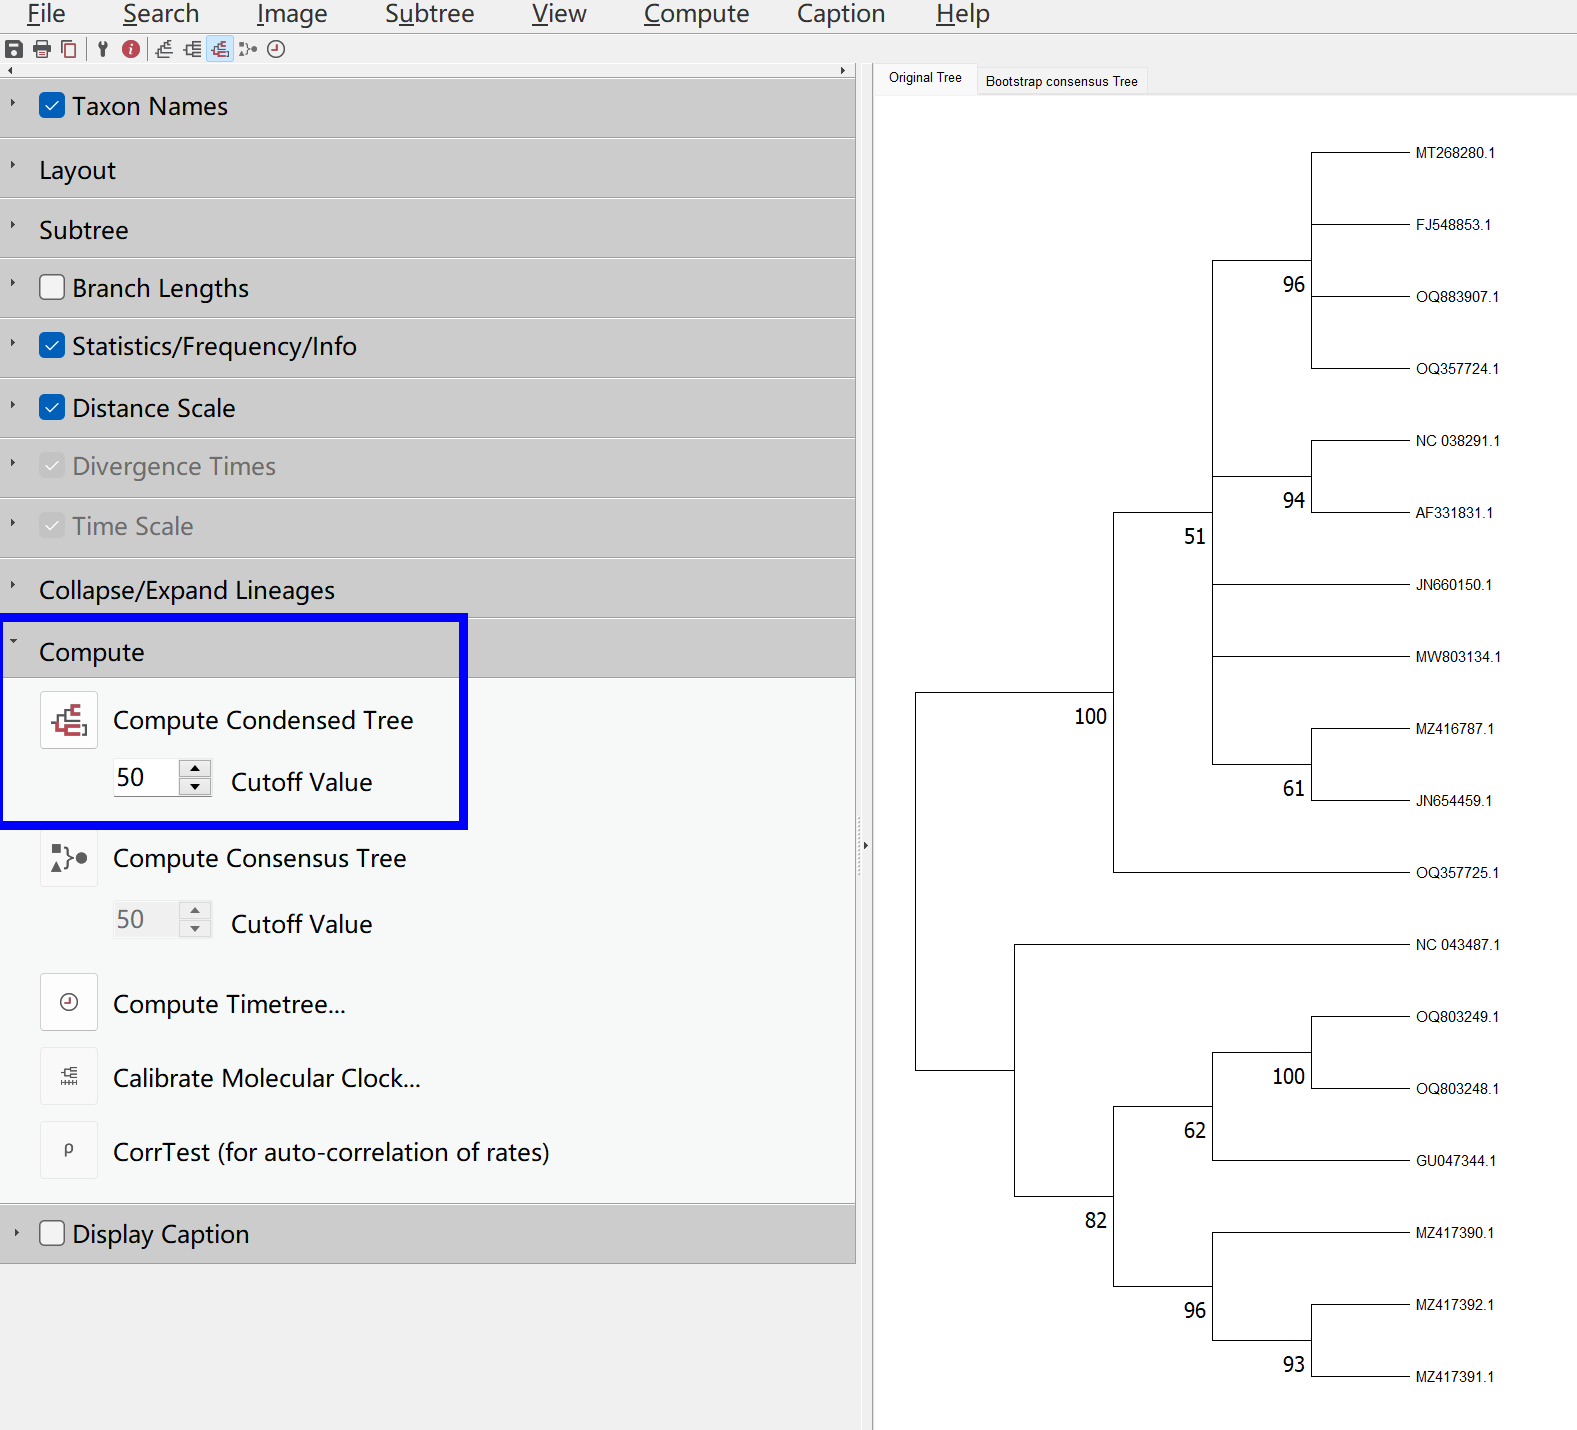 File Search Image Subtree View Compute Caption Help
Original Tree Bootstrap consensus Tree
Taxon Names
Layout
Subtree
Branch Lengths
Statistics/Frequency/Info
Distance Scale
Divergence Times
Time Scale
Collapse/Expand Lineages
Compute
Compute Condensed Tree
50 Cutoff Value
Compute Consensus Tree
50 Cutoff Value
Compute Timetree...
Calibrate Molecular Clock...
ρ CorrTest (for auto-correlation of rates)
Display Caption
MT268280.1
FJ548853.1
96
OQ883907.1
OQ357724.1
NC 038291.1
94
AF331831.1
51
JN660150.1
MW803134.1
100
MZ416787.1
61
JN654459.1
OQ357725.1
NC 043487.1
OQ803249.1
100
OQ803248.1
62
GU047344.1
82
MZ417390.1
96
MZ417392.1
93
MZ417391.1